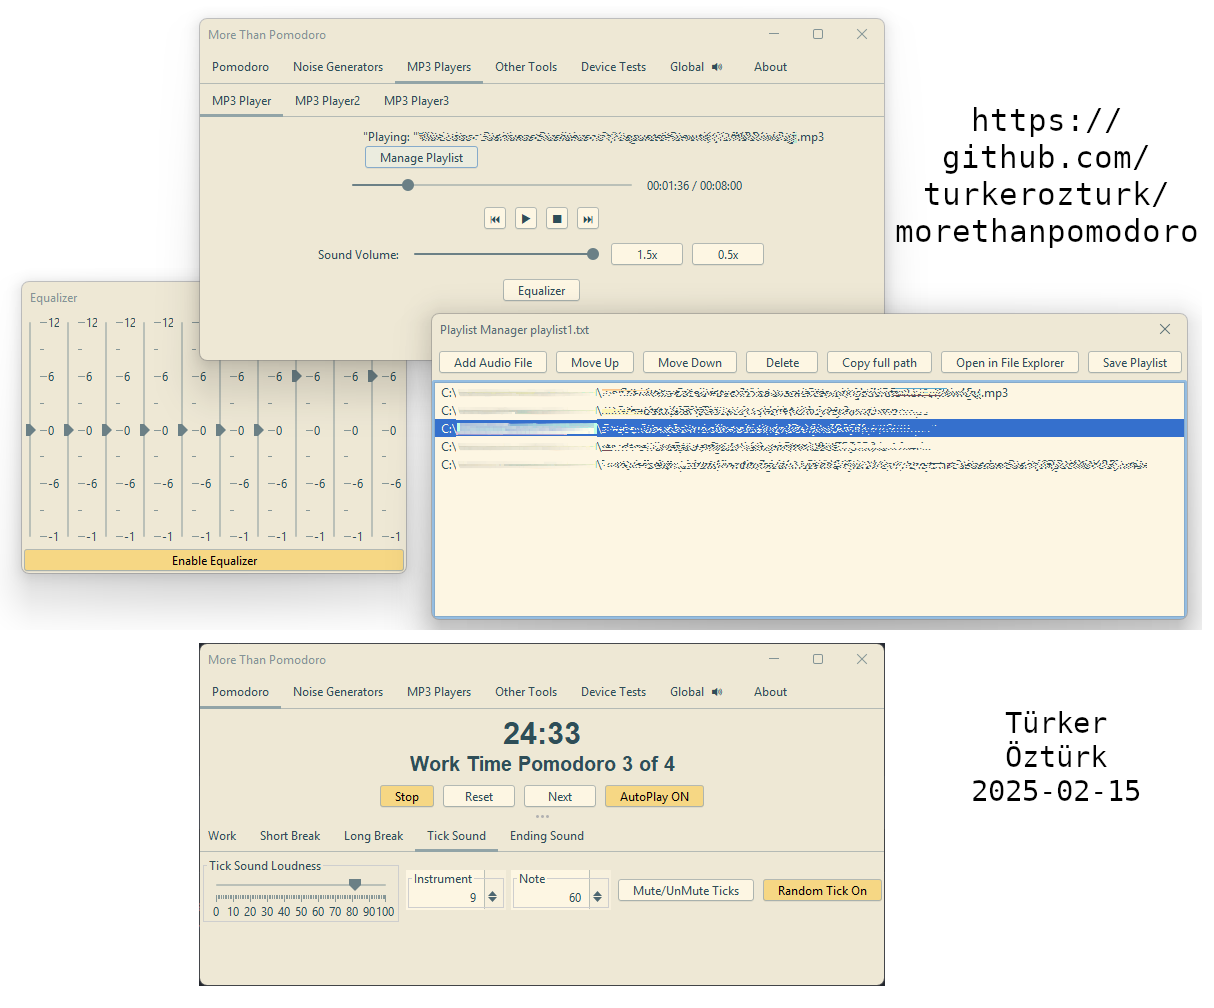 More Than Pomodoro
Pomodoro Noise Generators MP3 Players Other Tools Device Tests Global About
MP3 Player MP3 Player2 MP3 Player3
"Playing: " .mp3
Manage Playlist
00:01:36 / 00:08:00
Sound Volume: 1.5x 0.5x
Equalizer
https://
github.com/
turkerozturk/
morethanpomodoro
Equalizer
-12 -12 -12 -12
- - - -
-6 -6 -6 -6 -6 -6 -6 -6 -6 -6
-0 -0 -0 -0 -0 -0 -0 -0 -0 -0
--6 --6 --6 --6 --6 --6 --6 --6 --6 --6
- - - - - - - - - -
--1 --1 --1 --1 --1 --1 --1 --1 --1 --1
Enable Equalizer
Playlist Manager playlist1.txt
Add Audio File Move Up Move Down Delete Copy full path Open in File Explorer Save Playlist
C:\ \ .mp3
C:\ \
C:\ \
C:\ \
C:\ \
More Than Pomodoro
Pomodoro Noise Generators MP3 Players Other Tools Device Tests Global About
24:33
Work Time Pomodoro 3 of 4
Stop Reset Next AutoPlay ON
Work Short Break Long Break Tick Sound Ending Sound
Tick Sound Loudness
0 10 20 30 40 50 60 70 80 90 100
Instrument
9
Note
60
Mute/UnMute Ticks Random Tick On
Türker
Öztürk
2025-02-15